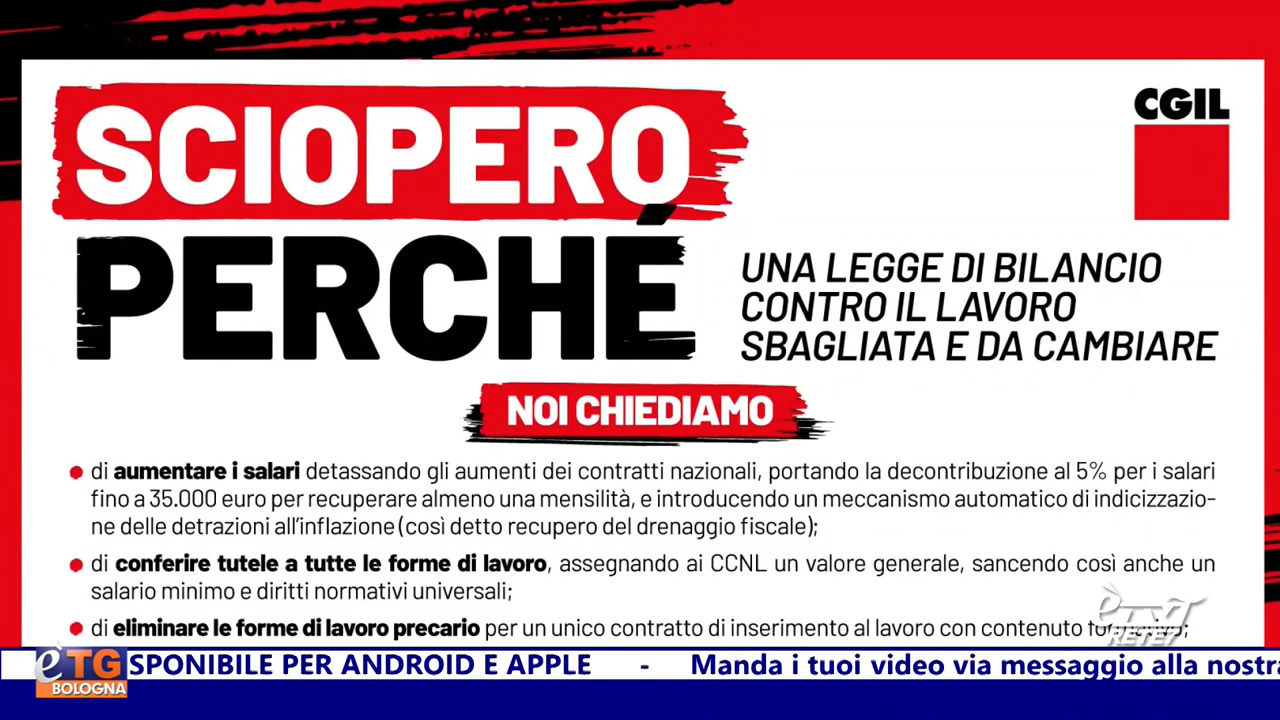 SCIOPERO
CGIL
PERCHÉ
UNA LEGGE DI BILANCIO
CONTRO IL LAVORO
SBAGLIATA E DA CAMBIARE
NOI CHIEDIAMO
di aumentare i salari detassando gli aumenti dei contratti nazionali, portando la decontribuzione al 5% per i salari
fino a 35.000 euro per recuperare almeno una mensilità, e introducendo un meccanismo automatico di indicizzazio-
ne delle detrazioni all'inflazione (così detto recupero del drenaggio fiscale);
di conferire tutele a tutte le forme di lavoro, assegnando ai CCNL un valore generale, sancendo così anche un
salario minimo e diritti normativi universali;
di eliminare le forme di lavoro precario per un unico contratto di inserimento al lavoro con contenuto formativo;
è TV
RETE7
è TG
BOLOGNA
SPONIBILE PER ANDROID E APPLE - Manda i tuoi video via messaggio alla nostra